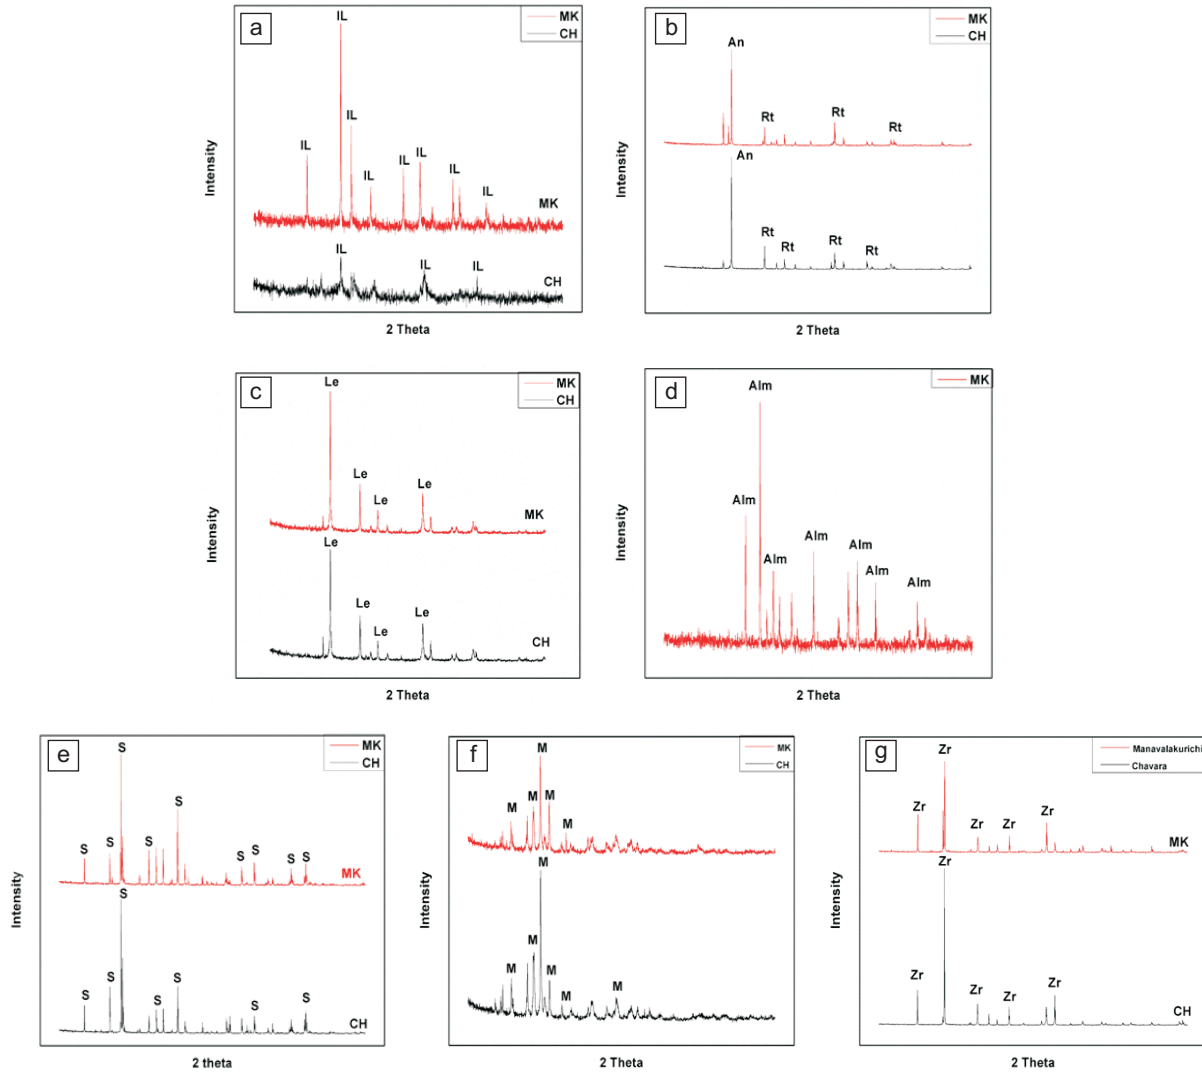 a
MK
CH
IL
IL
IL
IL
IL
IL
IL
IL
MK
IL
IL
IL
CH
Intensity
2 Theta
b
MK
CH
An
Rt
Rt
Rt
An
Rt
Rt
Rt
Rt
Intensity
2 Theta
c
MK
CH
Le
Le
Le
Le
MK
Le
Le
Le
Le
CH
Intensity
2 Theta
d
MK
Alm
Alm
Alm
Alm
Alm
Alm
Alm
Intensity
2 Theta
e
MK
CH
S
S
S
S
S
S
S
S
S
MK
S
S
S
S
S
S
S
CH
Intensity
2 theta
f
MK
CH
M
M
M
M
M
M
M
M
M
M
M
Intensity
2 Theta
g
Manavalakurichi
Chavara
Zr
Zr
Zr
Zr
Zr
MK
Zr
Zr
Zr
Zr
Zr
CH
Intensity
2 Theta